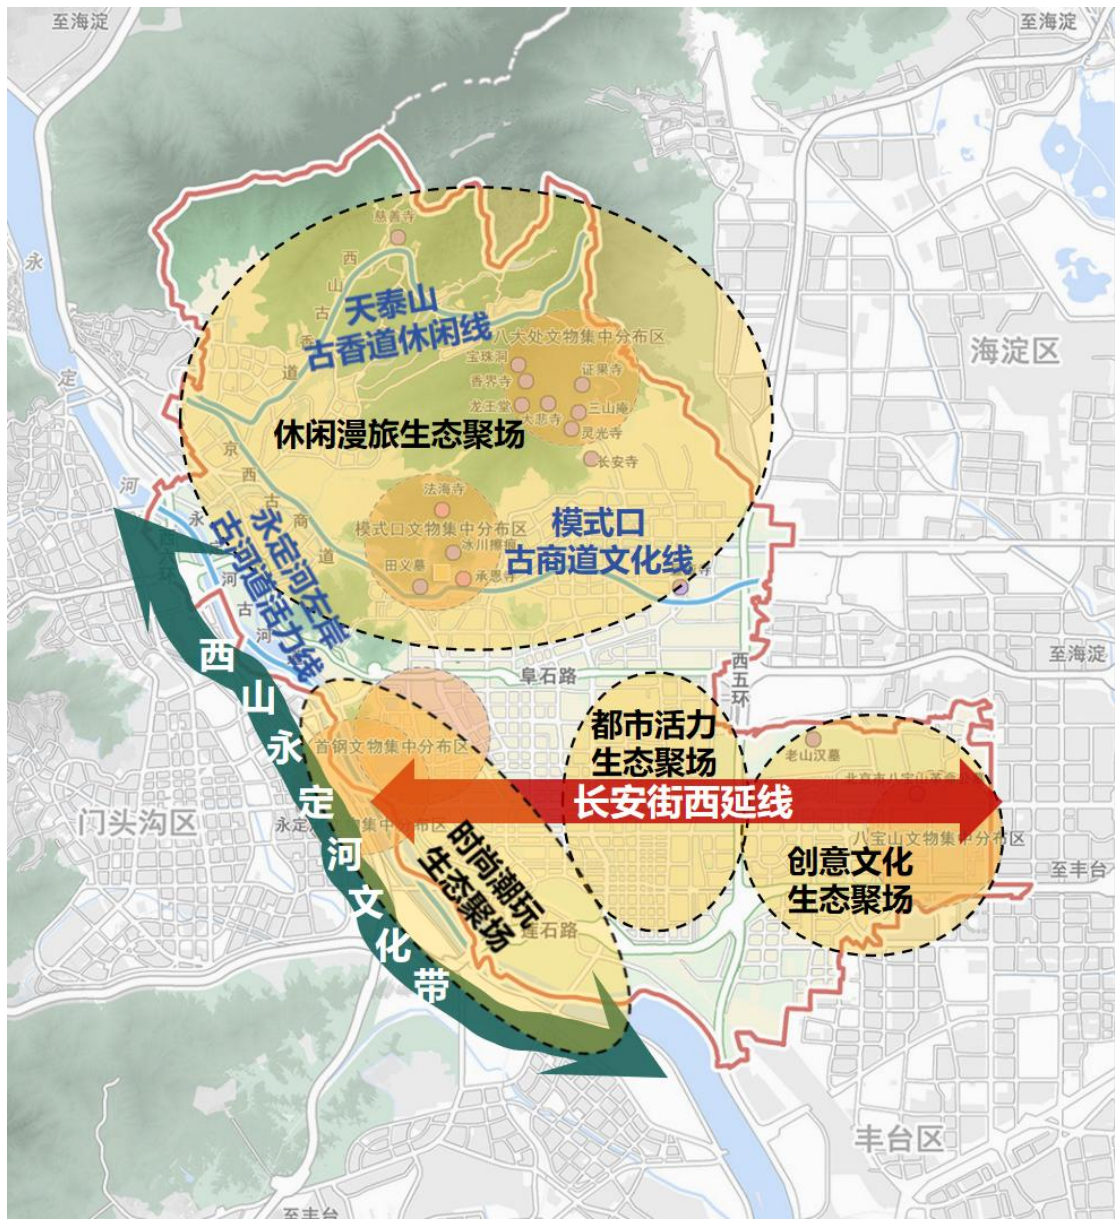 至海淀
至海淀
慈善寺
西山古香道
天泰山
古香道休闲线
八大处文物集中分布区
宝珠洞
证果寺
香界寺
龙王堂
大悲寺
三山庵
灵光寺
长安寺
海淀区
休闲漫旅生态聚场
永定河
京西古商道
法海寺
模式口文物集中分布区
冰川擦痕
田义墓
承恩寺
模式口
古商道文化线
永定河左岸
古河道活力线
永定河古河
西山永定河文化带
阜石路
西五环
至海淀
都市活力
生态聚场
老山汉墓
首钢文物集中分布区
长安街西延线
门头沟区
时尚潮玩
生态聚场
八宝山文物集中分布区
创意文化
生态聚场
至丰台
莲石路
丰台区
至丰台